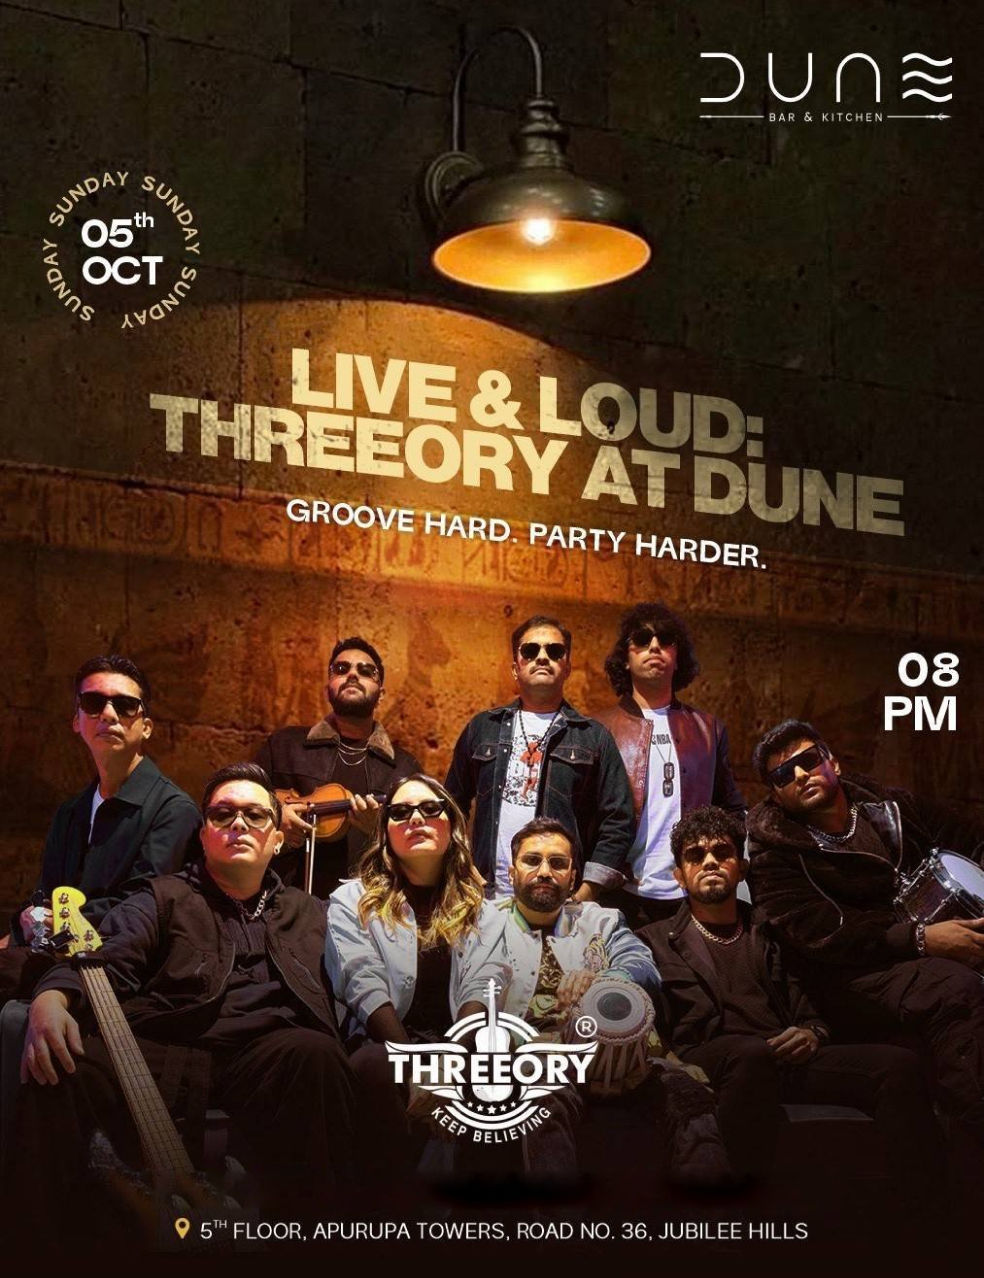 DUNE
BAR & KITCHEN
SUNDAY SUNDAY SUNDAY SUNDAY
05th
OCT
LIVE & LOUD:
THREEORY AT DUNE
GROOVE HARD. PARTY HARDER.
08
PM
NBA
®
THREEORY
KEEP BELIEVING
5TH FLOOR, APURUPA TOWERS, ROAD NO. 36, JUBILEE HILLS